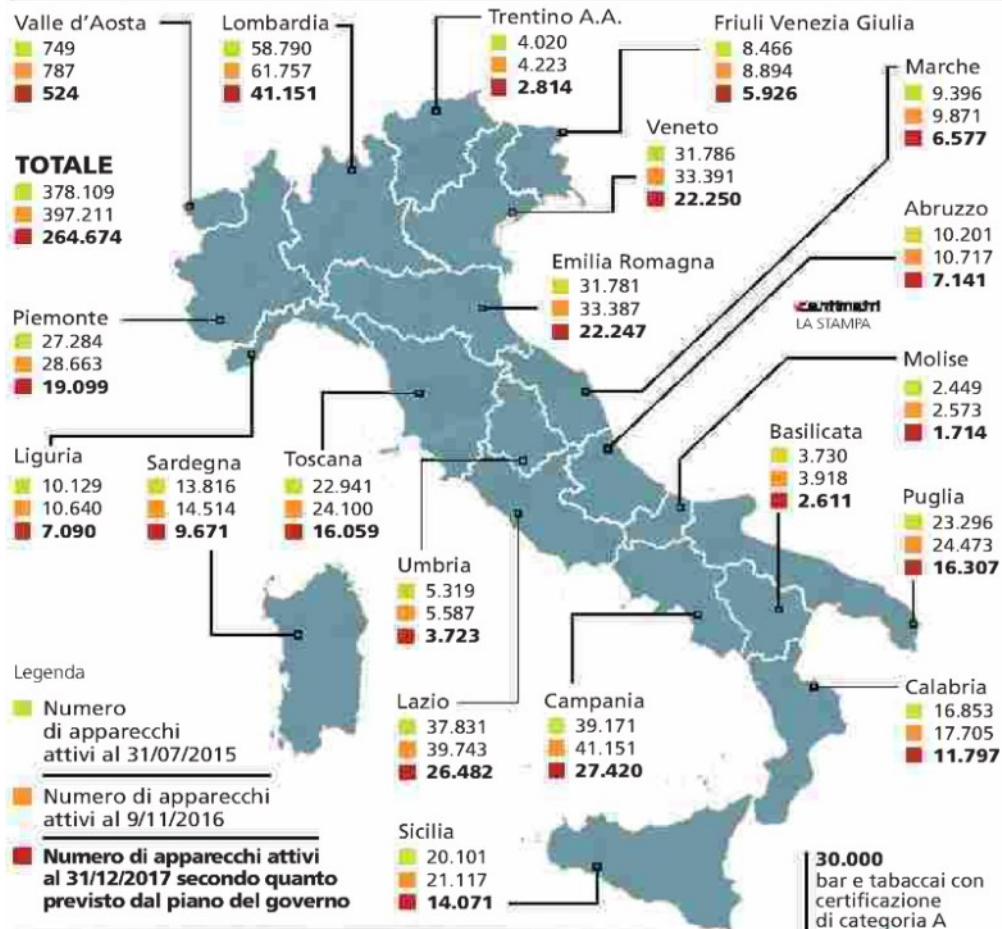 Valle d'Aosta
749
787
524
Lombardia
58.790
61.757
41.151
Trentino A.A.
4.020
4.223
2.814
Friuli Venezia Giulia
8.466
8.894
5.926
Marche
9.396
9.871
6.577
Veneto
31.786
33.391
22.250
TOTALE
378.109
397.211
264.674
Abruzzo
10.201
10.717
7.141
Emilia Romagna
31.781
33.387
22.247
centimetri
LA STAMPA
Piemonte
27.284
28.663
19.099
Molise
2.449
2.573
1.714
Basilicata
3.730
3.918
2.611
Liguria
10.129
10.640
7.090
Sardegna
13.816
14.514
9.671
Toscana
22.941
24.100
16.059
Puglia
23.296
24.473
16.307
Umbria
5.319
5.587
3.723
Legenda
Numero
di apparecchi
attivi al 31/07/2015
Numero di apparecchi
attivi al 9/11/2016
Numero di apparecchi attivi
al 31/12/2017 secondo quanto
previsto dal piano del governo
Lazio
37.831
39.743
26.482
Campania
39.171
41.151
27.420
Calabria
16.853
17.705
11.797
Sicilia
20.101
21.117
14.071
30.000
bar e tabaccai con
certificazione
di categoria A